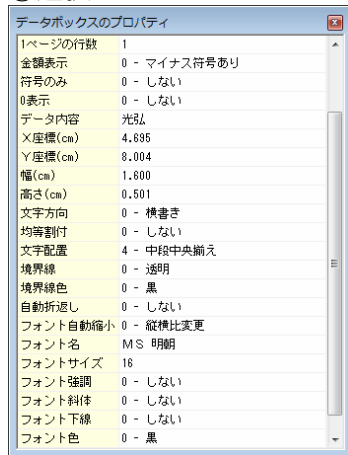 データボックスのプロパティ
1ページの行数 1
金額表示 0 - マイナス符号あり
符号のみ 0 - しない
0表示 0 - しない
データ内容 光弘
X座標(cm) 4.695
Y座標(cm) 8.004
幅(cm) 1.600
高さ(cm) 0.501
文字方向 0 - 横書き
均等割付 0 - しない
文字配置 4 - 中段中央揃え
境界線 0 - 透明
境界線色 0 - 黒
自動折返し 0 - しない
フォント自動縮小 0 - 縦横比変更
フォント名 ＭＳ 明朝
フォントサイズ 16
フォント強調 0 - しない
フォント斜体 0 - しない
フォント下線 0 - しない
フォント色 0 - 黒